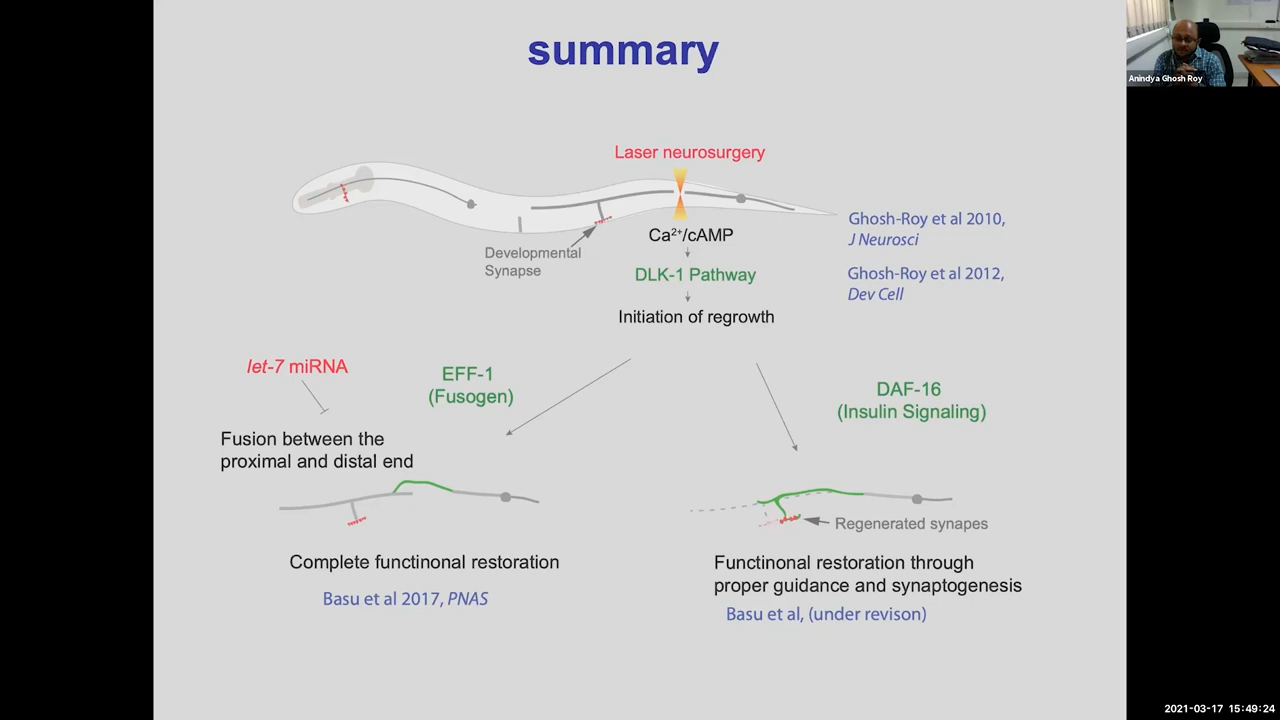 summary
Anindya Ghosh Roy
Laser neurosurgery
Ca²⁺/cAMP
DLK-1 Pathway
Initiation of regrowth
Developmental
Synapse
Ghosh-Roy et al 2010,
J Neurosci
Ghosh-Roy et al 2012,
Dev Cell
let-7 miRNA
EFF-1
(Fusogen)
Fusion between the
proximal and distal end
Complete functinonal restoration
Basu et al 2017, PNAS
DAF-16
(Insulin Signaling)
Regenerated synapes
Functinonal restoration through
proper guidance and synaptogenesis
Basu et al, (under revison)
2021-03-17 15:49:24